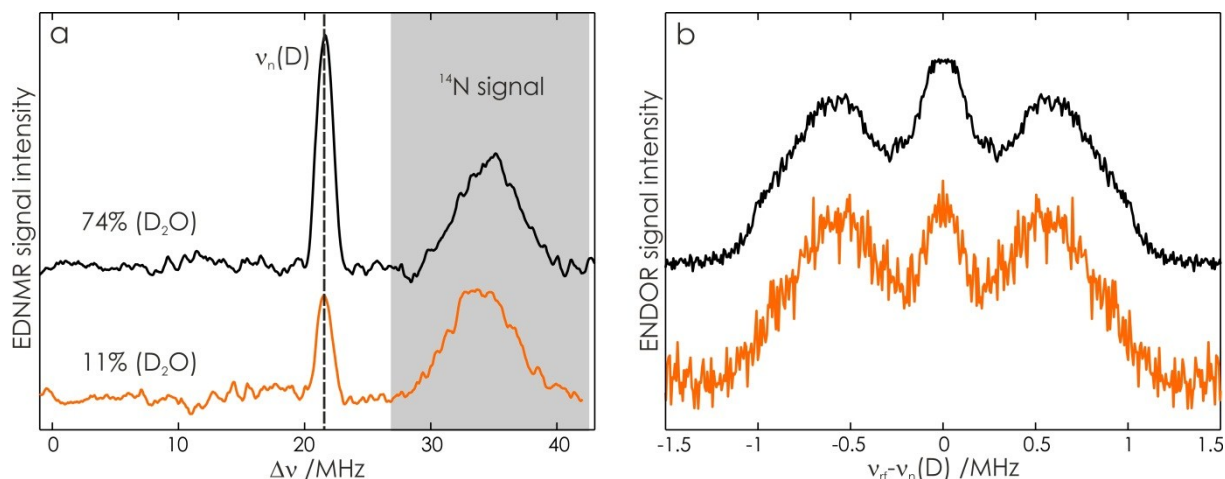 a
νₙ(D)
¹⁴N signal
74% (D₂O)
11% (D₂O)
EDNMR signal intensity
0 10 20 30 40
Δν /MHz
b
ENDOR signal intensity
-1.5 -1 -0.5 0 0.5 1 1.5
νᵣf-νₙ(D) /MHz